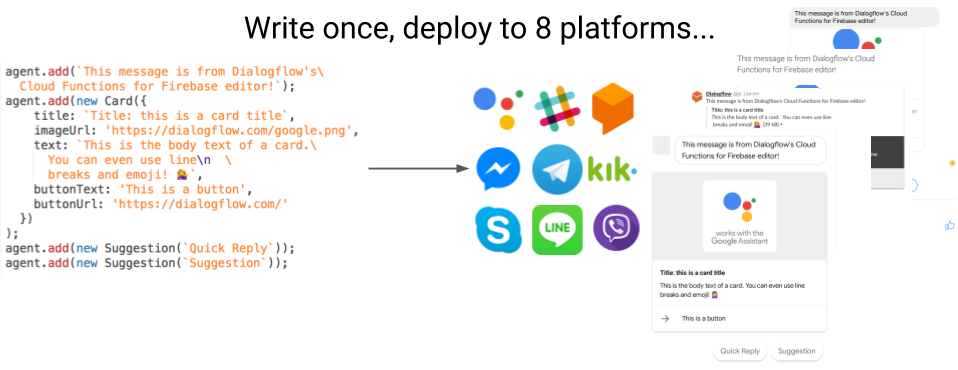 Write once, deploy to 8 platforms...
agent.add(`This message is from Dialogflow's\
Cloud Functions for Firebase editor!`);
agent.add(new Card({
title: `Title: this is a card title`,
imageUrl: 'https://dialogflow.com/google.png',
text: `This is the body text of a card.\
You can even use line\n \
breaks and emoji! 💁`,
buttonText: 'This is a button',
buttonUrl: 'https://dialogflow.com/'
})
);
agent.add(new Suggestion(`Quick Reply`));
agent.add(new Suggestion(`Suggestion`));
kik
LINE
This message is from Dialogflow's Cloud
Functions for Firebase editor!
This message is from Dialogflow's Cloud
Functions for Firebase editor!
Dialogflow APP 2:04 PM
This message is from Dialogflow's Cloud Functions for Firebase editor!
Title: this is a card title
This is the body text of a card. You can even use line
breaks and emoji! 💁 (39 kB)
This message is from Dialogflow's Cloud
Functions for Firebase editor!
works with the
Google Assistant
Title: this is a card title
This is the body text of a card. You can even use line
breaks and emoji! 💁
→ This is a button
Quick Reply
Suggestion